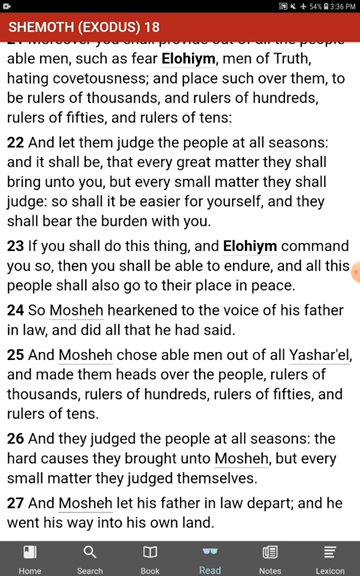 54% 3:36 PM
SHEMOTH (EXODUS) 18
21 Moreover you shall provide out of all the people
able men, such as fear Elohiym, men of Truth,
hating covetousness; and place such over them, to
be rulers of thousands, and rulers of hundreds,
rulers of fifties, and rulers of tens:
22 And let them judge the people at all seasons:
and it shall be, that every great matter they shall
bring unto you, but every small matter they shall
judge: so shall it be easier for yourself, and they
shall bear the burden with you.
23 If you shall do this thing, and Elohiym command
you so, then you shall be able to endure, and all this
people shall also go to their place in peace.
24 So Mosheh hearkened to the voice of his father
in law, and did all that he had said.
25 And Mosheh chose able men out of all Yashar'el,
and made them heads over the people, rulers of
thousands, rulers of hundreds, rulers of fifties, and
rulers of tens.
26 And they judged the people at all seasons: the
hard causes they brought unto Mosheh, but every
small matter they judged themselves.
27 And Mosheh let his father in law depart; and he
went his way into his own land.
Home Search Book Read Notes Lexicon